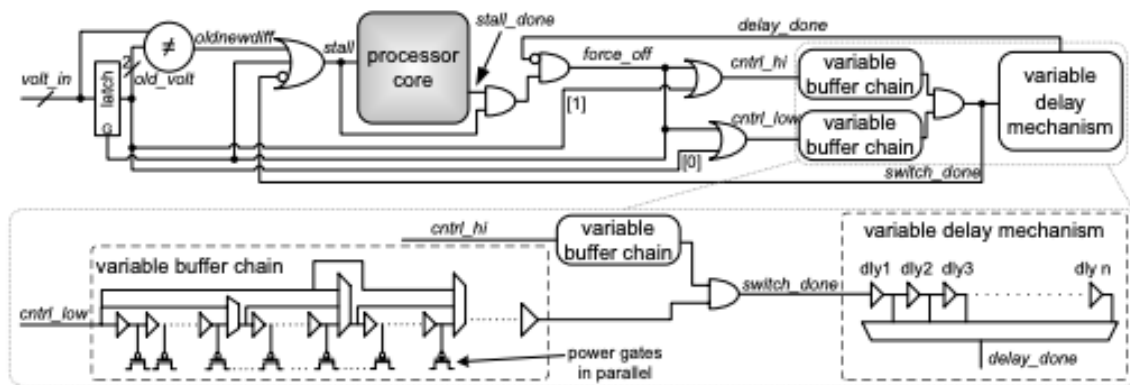 stall_done
delay_done
oldnewdiff
stall
processor
core
force_off
cntrl_hi
variable
buffer chain
variable
delay
mechanism
≠
2
old_volt
volt_in
latch
G
[1]
cntrl_low
variable
buffer chain
[0]
switch_done
cntrl_hi
variable
buffer chain
variable delay mechanism
variable buffer chain
dly1 dly2 dly3 dly n
switch_done
cntrl_low
power gates
in parallel
delay_done